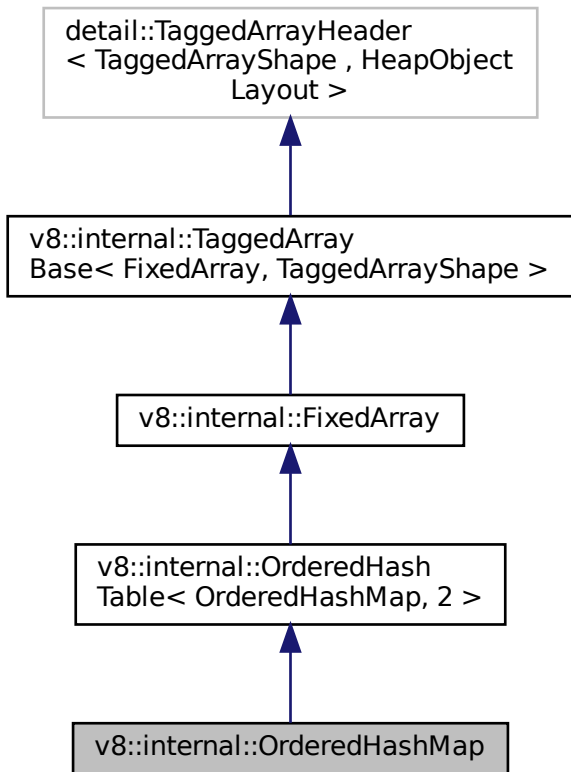 detail::TaggedArrayHeader
< TaggedArrayShape , HeapObject
Layout >
v8::internal::TaggedArray
Base< FixedArray, TaggedArrayShape >
v8::internal::FixedArray
v8::internal::OrderedHash
Table< OrderedHashMap, 2 >
v8::internal::OrderedHashMap